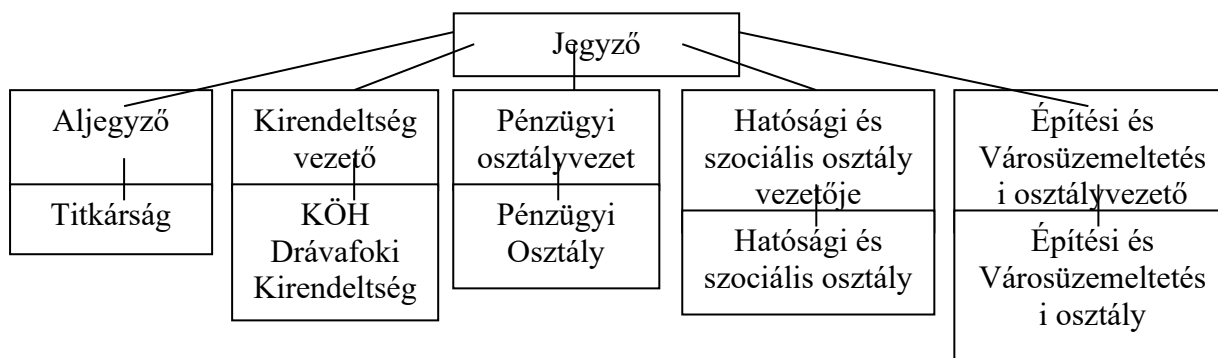 Jegyző
Aljegyző
Titkárság
Kirendeltség
vezető
KÖH
Drávafoki
Kirendeltség
Pénzügyi
osztályvezet
Pénzügyi
Osztály
Hatósági és
szociális osztály
vezetője
Hatósági és
szociális osztály
Építési és
Városüzemeltetés
i osztályvezető
Építési és
Városüzemeltetés
i osztály